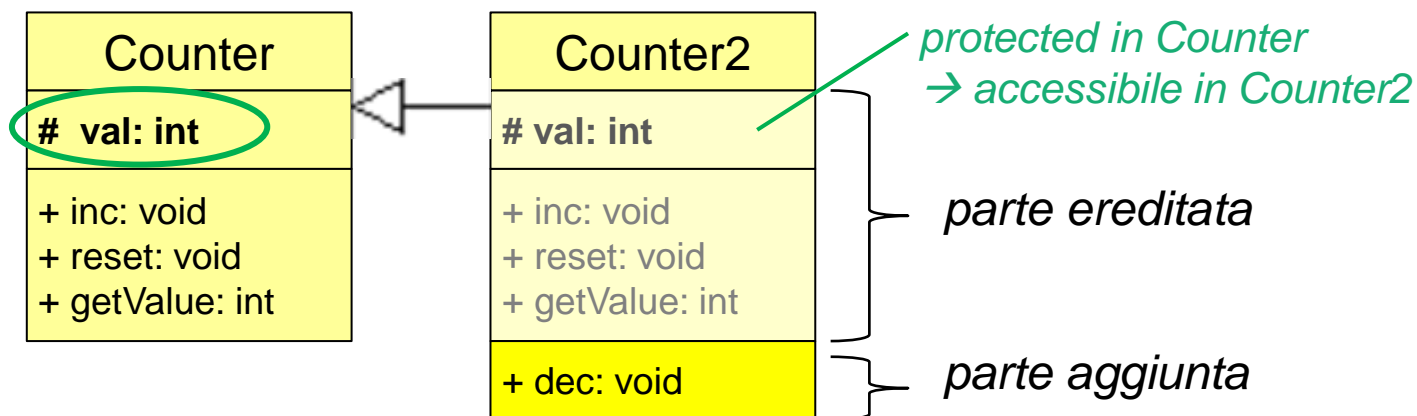 Counter
# val: int
+ inc: void
+ reset: void
+ getValue: int
Counter2
# val: int
+ inc: void
+ reset: void
+ getValue: int
+ dec: void
protected in Counter
→ accessibile in Counter2
parte ereditata
parte aggiunta